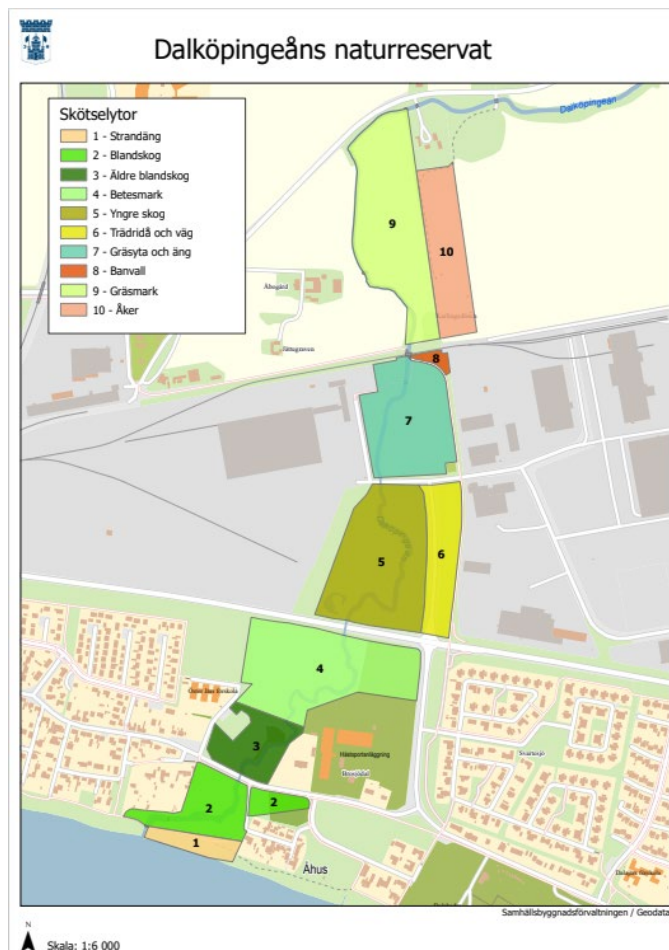 Dalköpingeåns naturreservat
Dalköpingeån
Skötselytor
1 - Strandäng
2 - Blandskog
3 - Äldre blandskog
4 - Betesmark
5 - Yngre skog
6 - Trädridå och väg
7 - Gräsyta och äng
8 - Banvall
9 - Gräsmark
10 - Åker
9
10
8
7
5
6
4
3
Hästsportanläggning
Svartesjö
2
2
1
Åhus
Samhällsbyggnadsförvaltningen / Geodata
N
Skala: 1:6 000